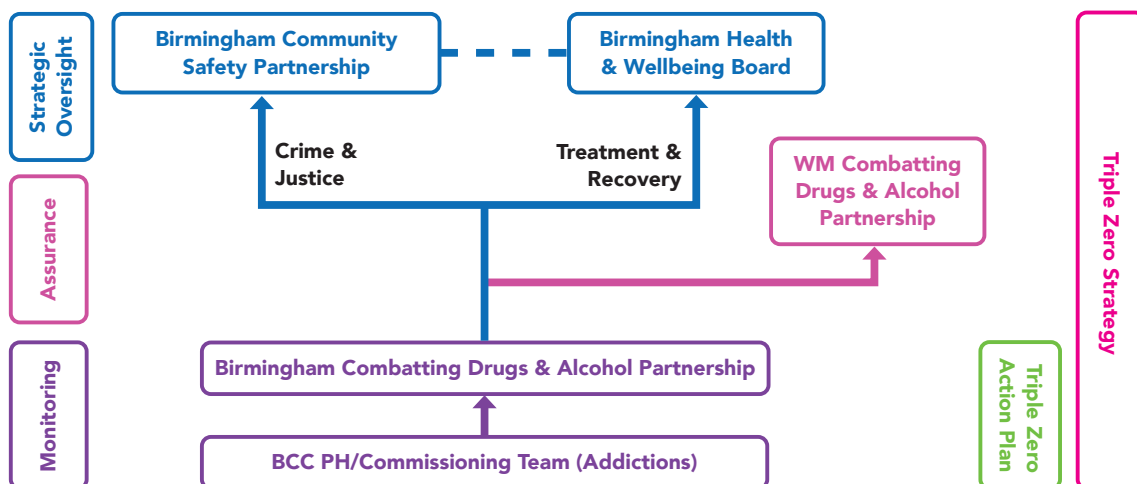 Strategic
Oversight
Birmingham Community
Safety Partnership
Birmingham Health
& Wellbeing Board
Crime &
Justice
Treatment &
Recovery
WM Combatting
Drugs & Alcohol
Partnership
Assurance
Monitoring
Birmingham Combatting Drugs & Alcohol Partnership
BCC PH/Commissioning Team (Addictions)
Triple Zero
Action Plan
Triple Zero Strategy